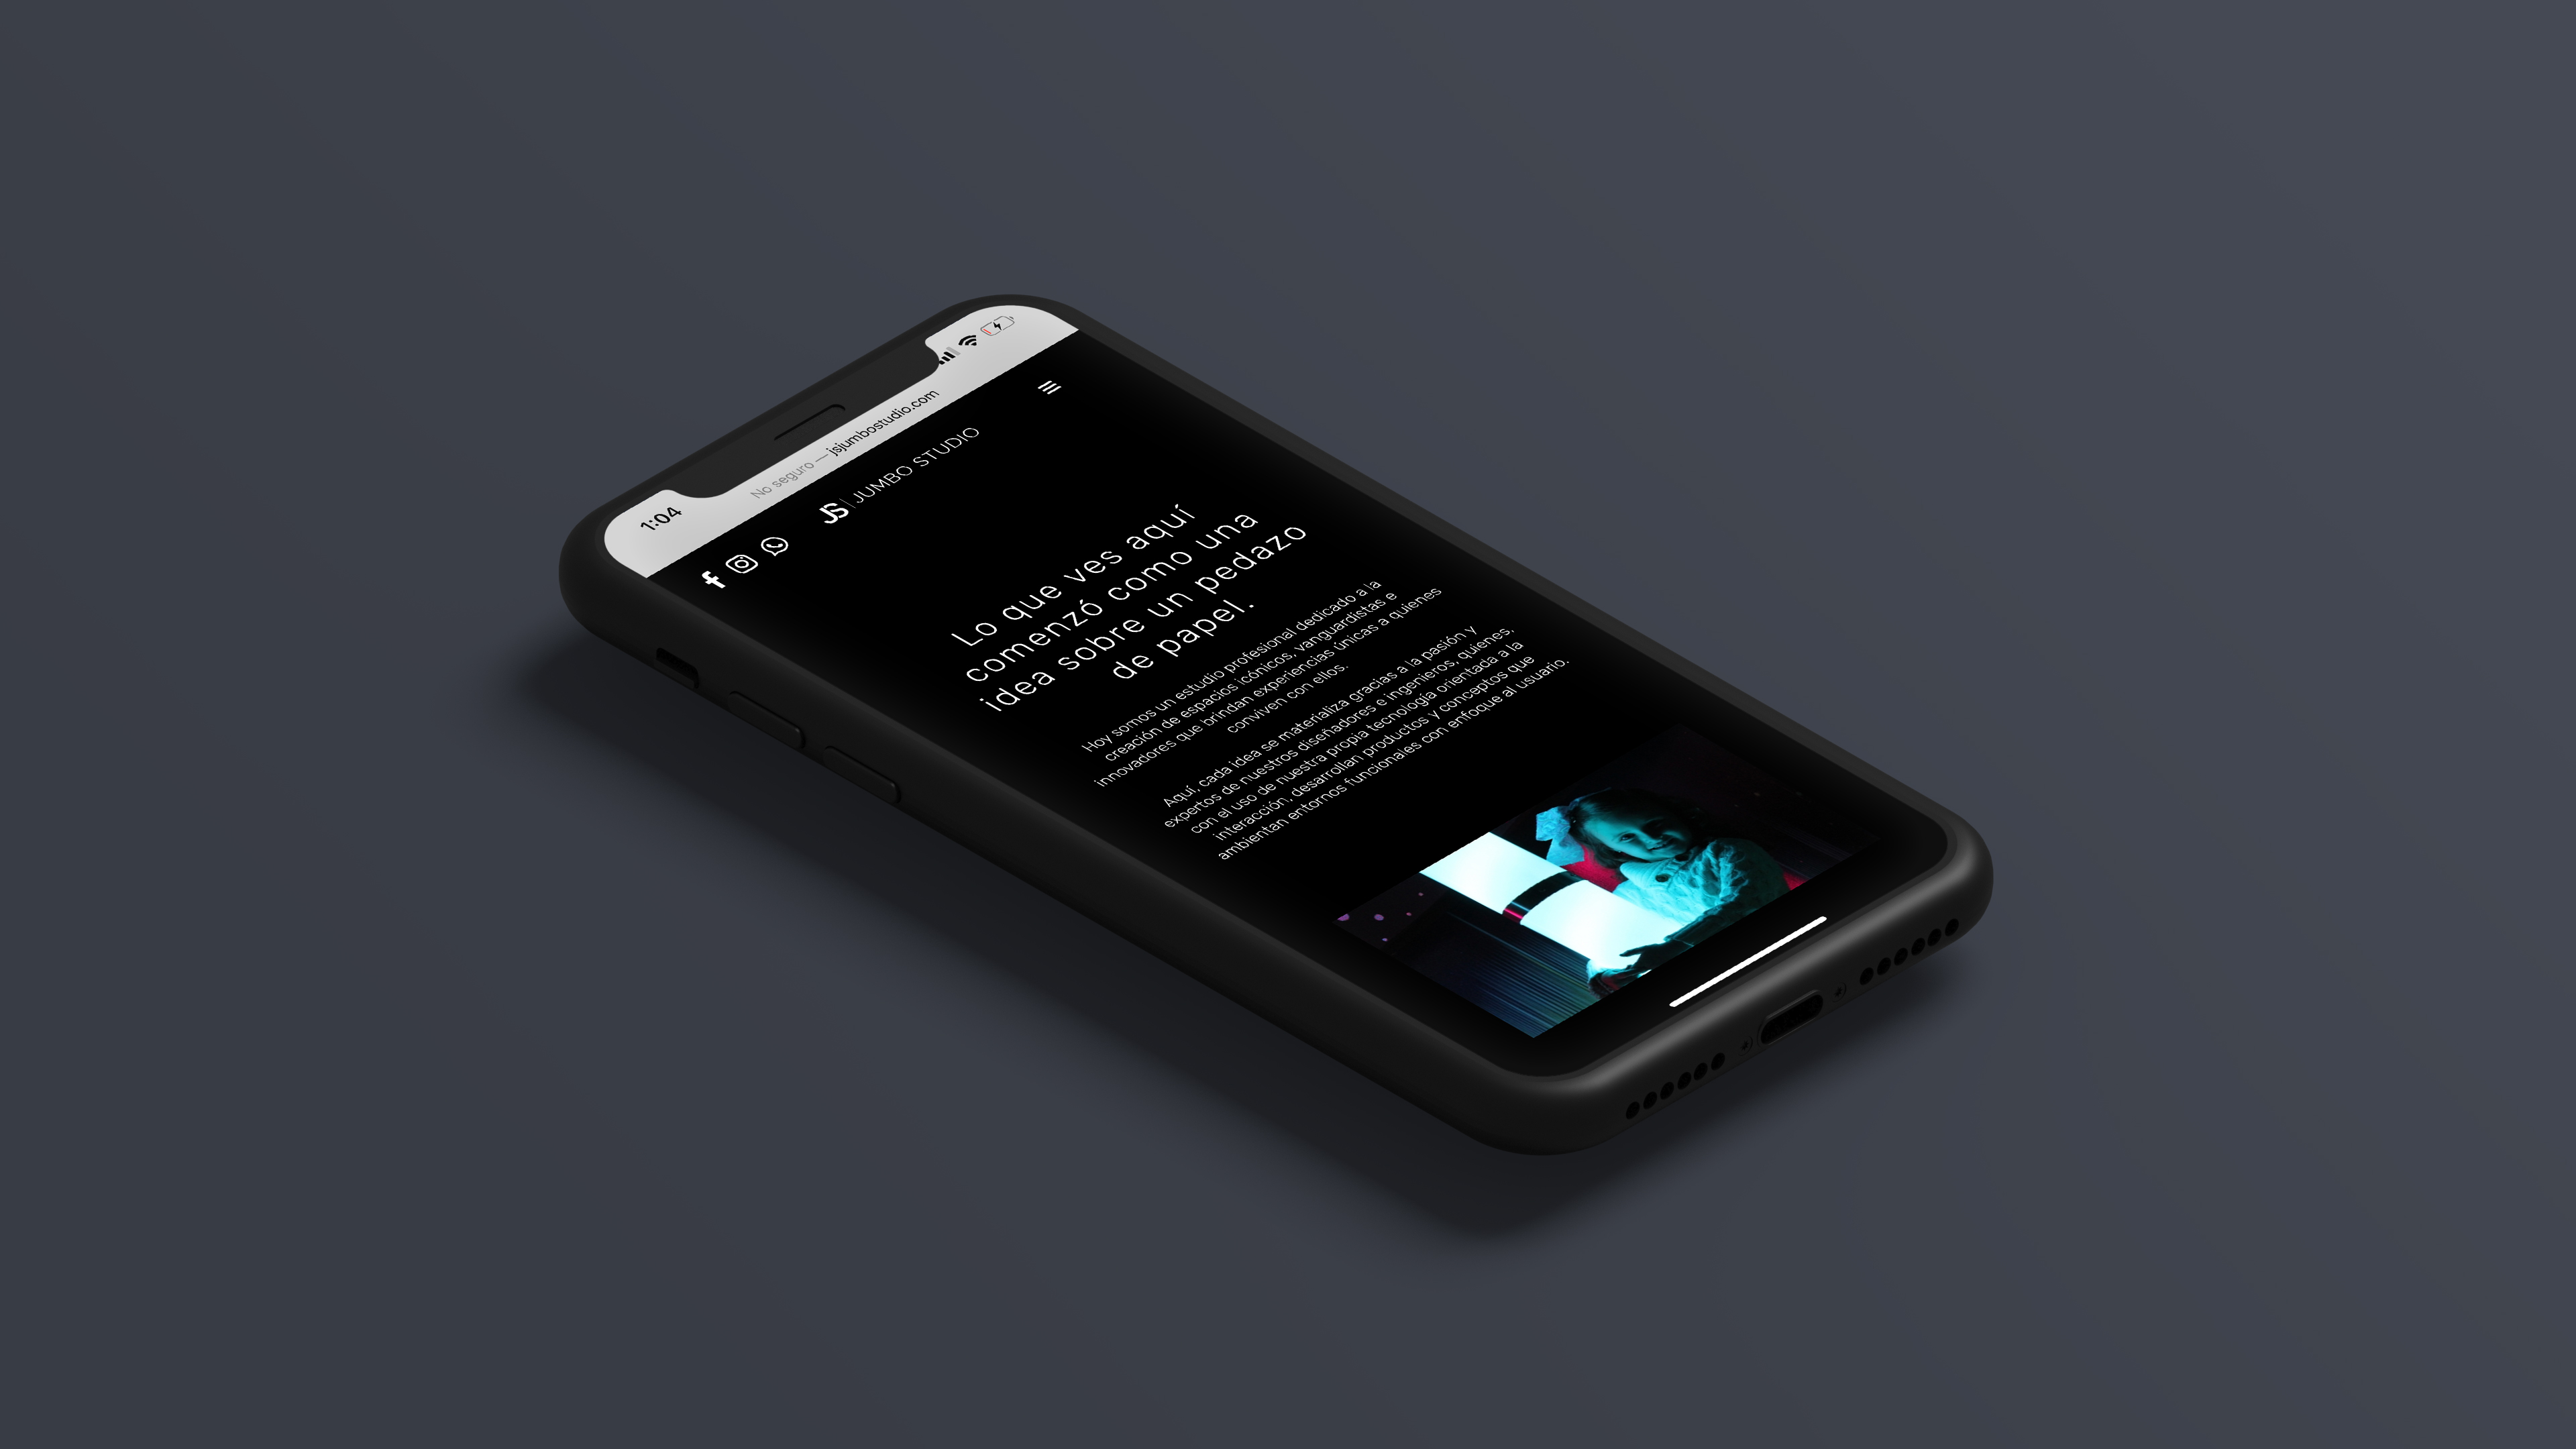 1:04
No seguro — jsjumbostudio.com
JS | JUMBO STUDIO
Lo que ves aquí
comenzó como una
idea sobre un pedazo
de papel.
Hoy somos un estudio profesional dedicado a la
creación de espacios icónicos, vanguardistas e
innovadores que brindan experiencias únicas a quienes
conviven con ellos.
Aquí, cada idea se materializa gracias a la pasión y
expertos de nuestros diseñadores e ingenieros, quienes,
con el uso de nuestra propia tecnología orientada a la
interacción, desarrollan productos y conceptos que
ambientan entornos funcionales con enfoque al usuario.